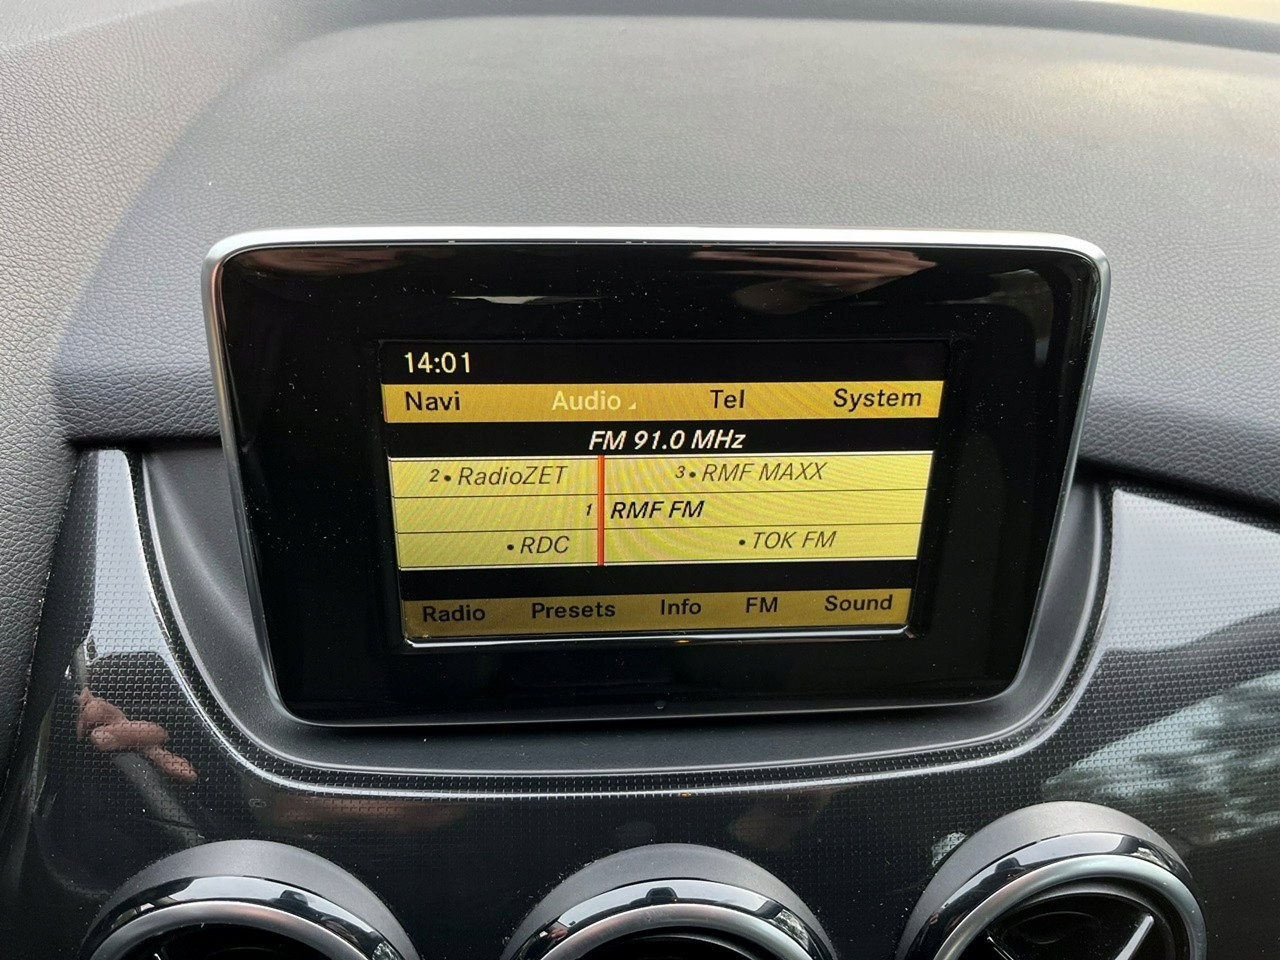 14:01
Navi Audio Tel System
FM 91.0 MHz
2•RadioZET 3•RMF MAXX
1 RMF FM
•RDC •TOK FM
Radio Presets Info FM Sound